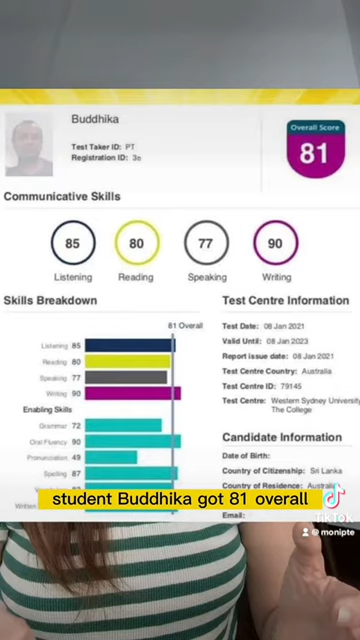 Buddhika
Test Taker ID: PT
Registration ID: 3e
Overall Score
81
Communicative Skills
85
80
77
90
Listening
Reading
Speaking
Writing
Skills Breakdown
81 Overall
Listening 85
Reading 80
Speaking 77
Writing 90
Enabling Skills
Grammar 72
Oral Fluency 90
Pronunciation 49
Spelling 87
Written
Test Centre Information
Test Date: 08 Jan 2021
Valid Until: 08 Jan 2023
Report issue date: 08 Jan 2021
Test Centre Country: Australia
Test Centre ID: 79145
Test Centre: Western Sydney University
The College
Candidate Information
Date of Birth:
Country of Citizenship: Sri Lanka
Country of Residence: Australia
Email:
student Buddhika got 81 overall
TikTok
@monipte